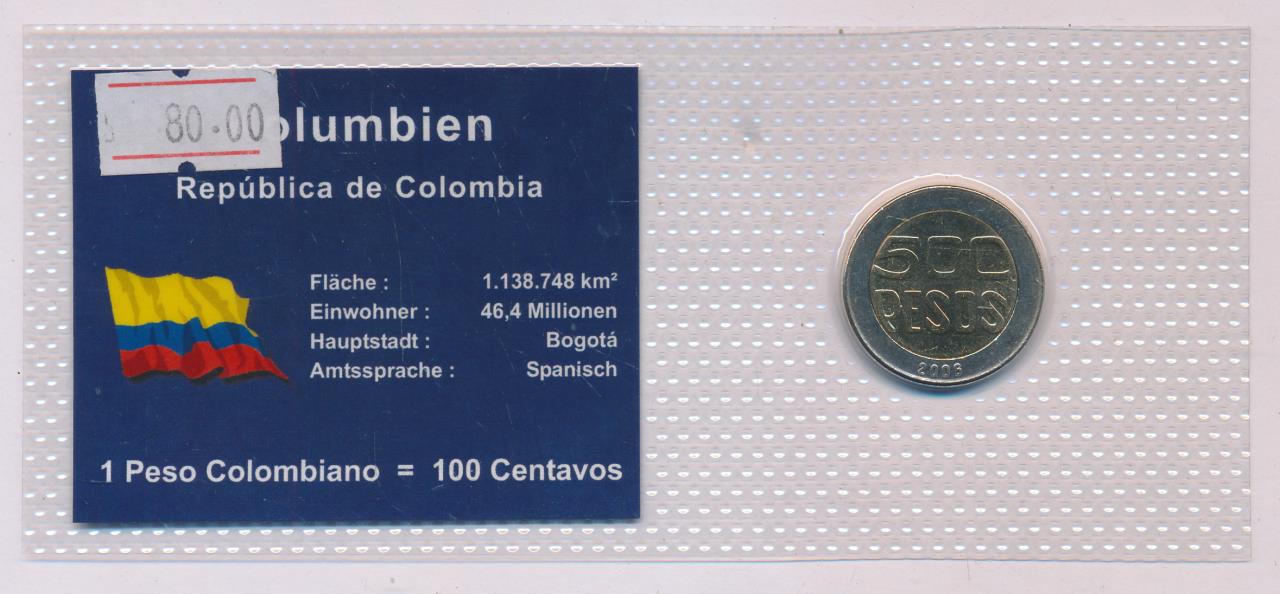 80.00
olumbien
República de Colombia
Fläche : 1.138.748 km²
Einwohner : 46,4 Millionen
Hauptstadt : Bogotá
Amtssprache : Spanisch
1 Peso Colombiano = 100 Centavos
500
PESOS
2006